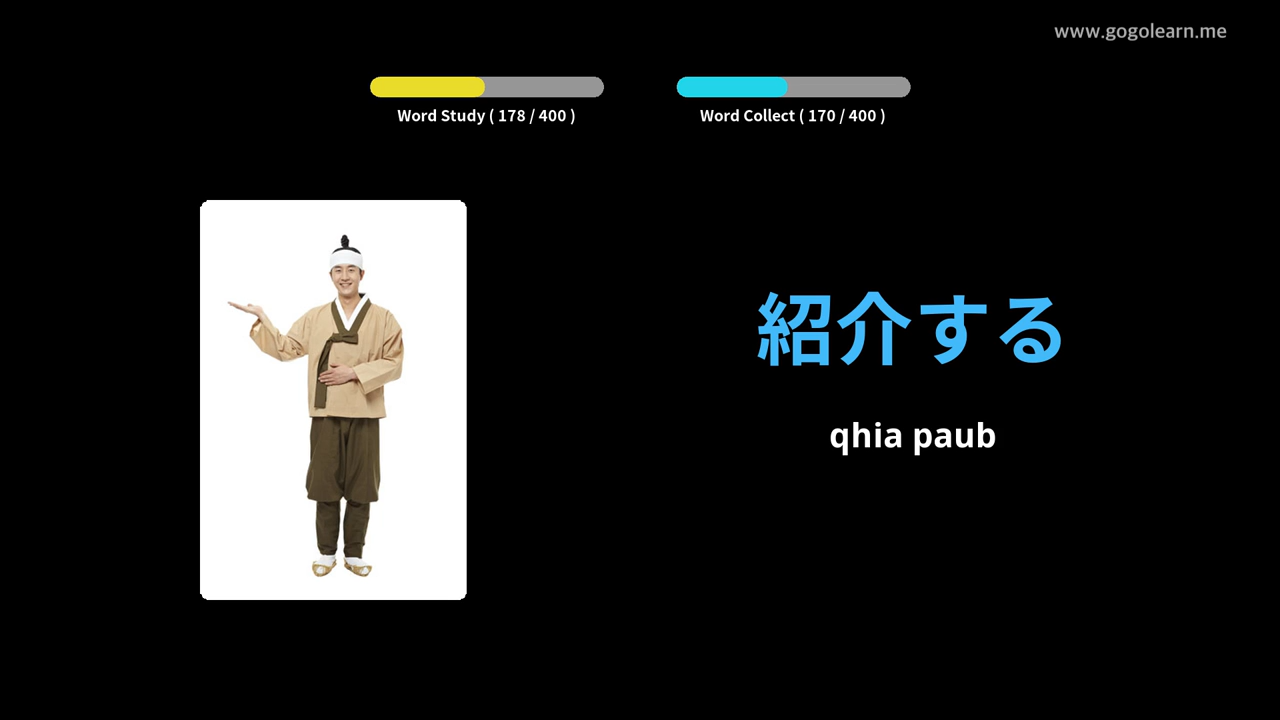 www.gogolearn.me
Word Study ( 178 / 400 )
Word Collect ( 170 / 400 )
紹介する
qhia paub